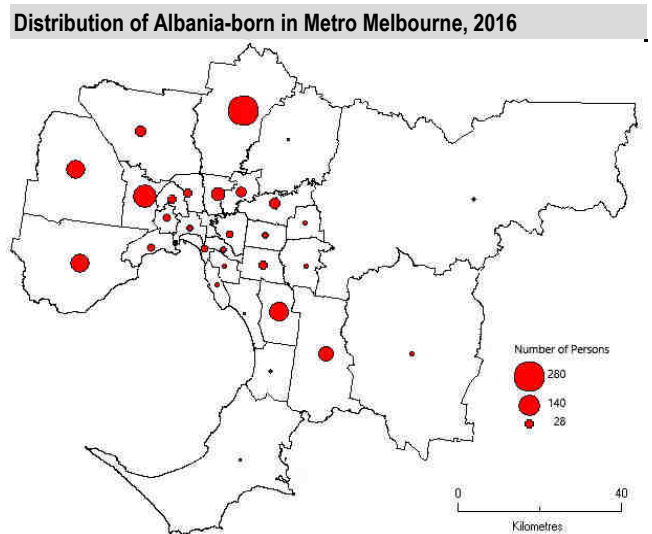 Distribution of Albania-born in Metro Melbourne, 2016
Number of Persons
280
140
28
0 40
Kilometres